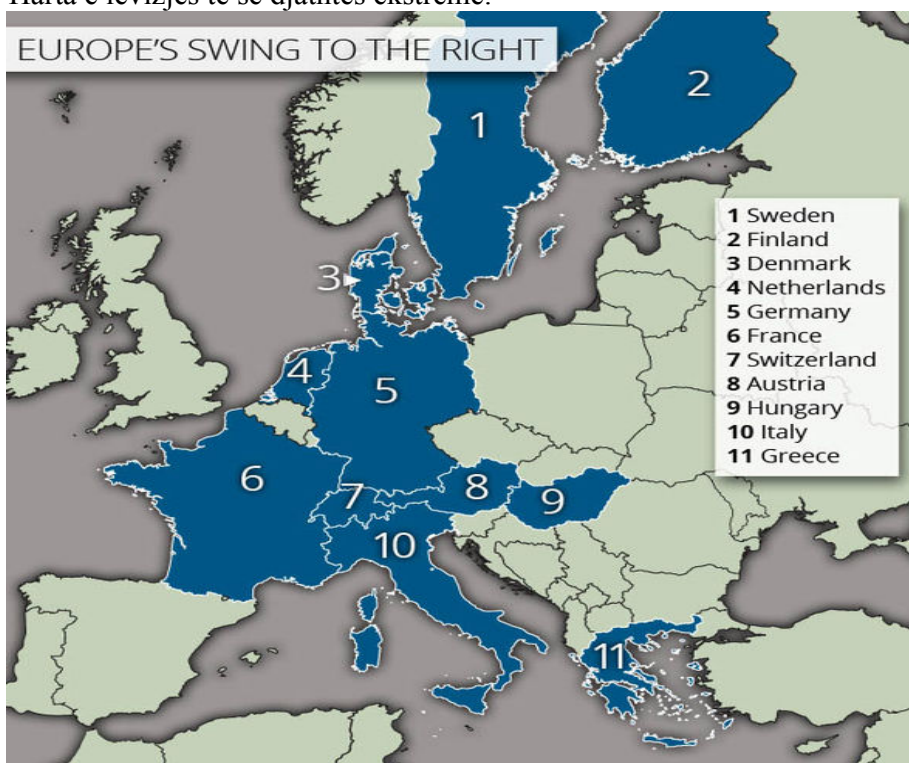 Harta e lëvizjes të së djathtës ekstreme.
EUROPE'S SWING TO THE RIGHT
1
2
3
4
5
6
7
8
9
10
11
1 Sweden
2 Finland
3 Denmark
4 Netherlands
5 Germany
6 France
7 Switzerland
8 Austria
9 Hungary
10 Italy
11 Greece